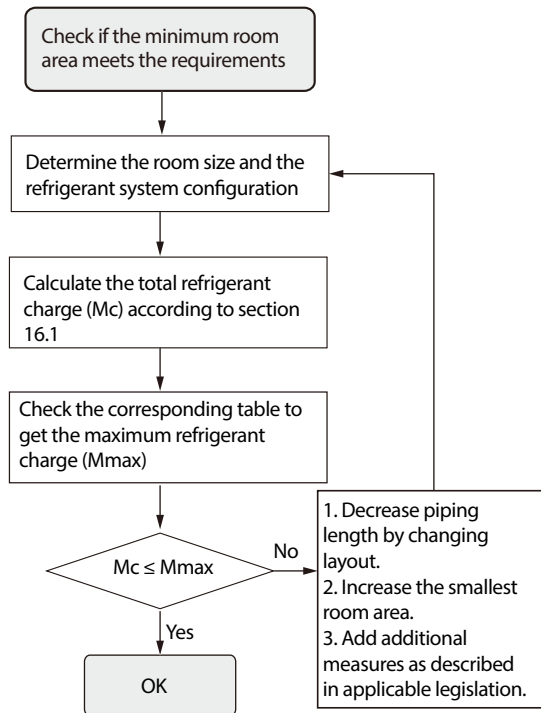 Check if the minimum room
area meets the requirements
Determine the room size and the
refrigerant system configuration
Calculate the total refrigerant
charge (Mc) according to section
16.1
Check the corresponding table to
get the maximum refrigerant
charge (Mmax)
Mc ≤ Mmax
No
Yes
OK
1. Decrease piping
length by changing
layout.
2. Increase the smallest
room area.
3. Add additional
measures as described
in applicable legislation.